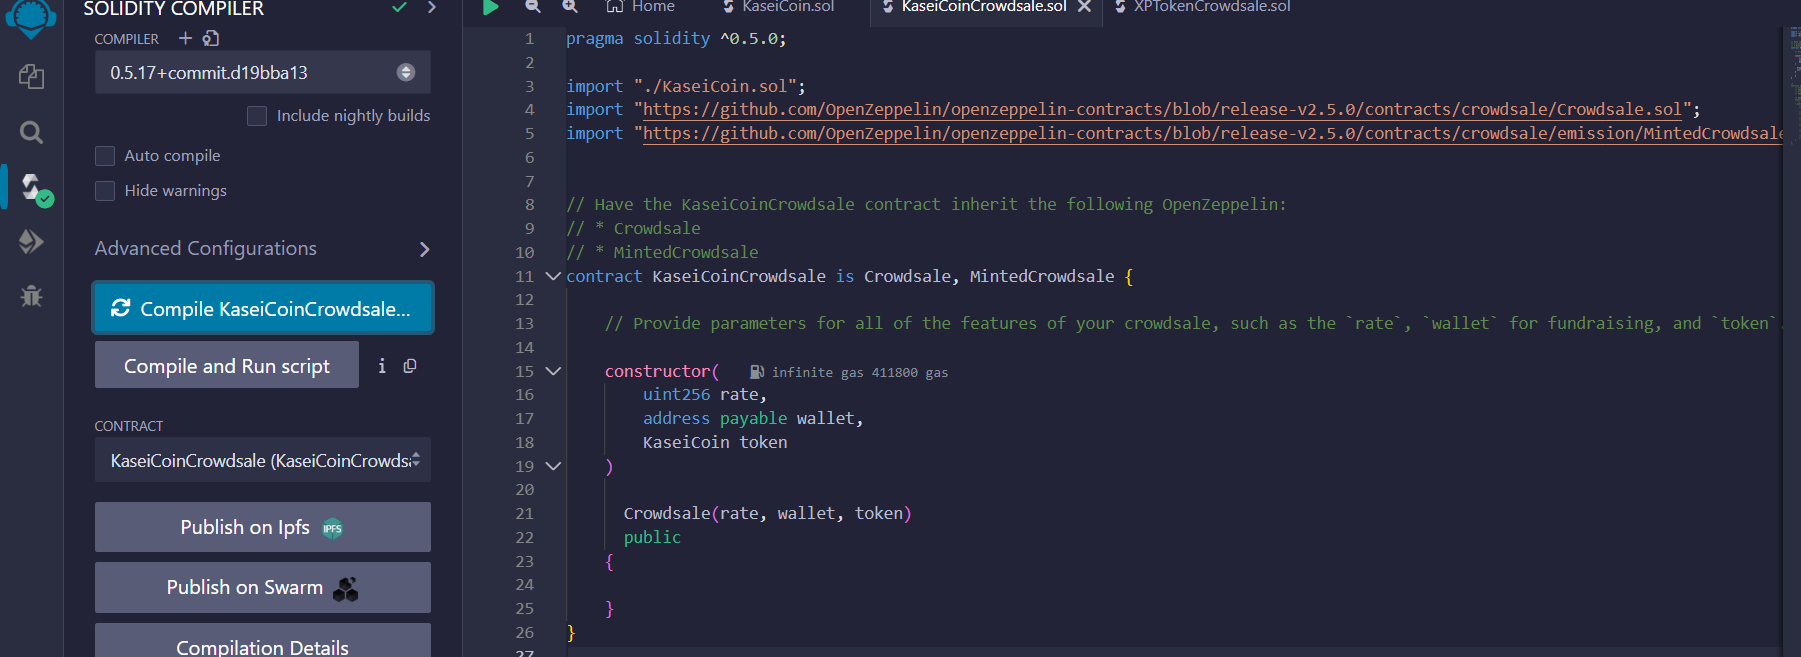 SOLIDITY COMPILER
COMPILER
0.5.17+commit.d19bba13
Include nightly builds
Auto compile
Hide warnings
Advanced Configurations
Compile KaseiCoinCrowdsale...
Compile and Run script
i
CONTRACT
KaseiCoinCrowdsale (KaseiCoinCrowds
Publish on Ipfs IPFS
Publish on Swarm
Compilation Details
Home
KaseiCoin.sol
KaseiCoinCrowdsale.sol
XPTokenCrowdsale.sol
1 pragma solidity ^0.5.0;
2
3 import "./KaseiCoin.sol";
4 import "https://github.com/OpenZeppelin/openzeppelin-contracts/blob/release-v2.5.0/contracts/crowdsale/Crowdsale.sol";
5 import "https://github.com/OpenZeppelin/openzeppelin-contracts/blob/release-v2.5.0/contracts/crowdsale/emission/MintedCrowdsale
6
7
8 // Have the KaseiCoinCrowdsale contract inherit the following OpenZeppelin:
9 // * Crowdsale
10 // * MintedCrowdsale
11 contract KaseiCoinCrowdsale is Crowdsale, MintedCrowdsale {
12
13 // Provide parameters for all of the features of your crowdsale, such as the `rate`, `wallet` for fundraising, and `token`.
14
15 constructor( infinite gas 411800 gas
16 uint256 rate,
17 address payable wallet,
18 KaseiCoin token
19 )
20
21 Crowdsale(rate, wallet, token)
22 public
23 {
24
25 }
26 }
27